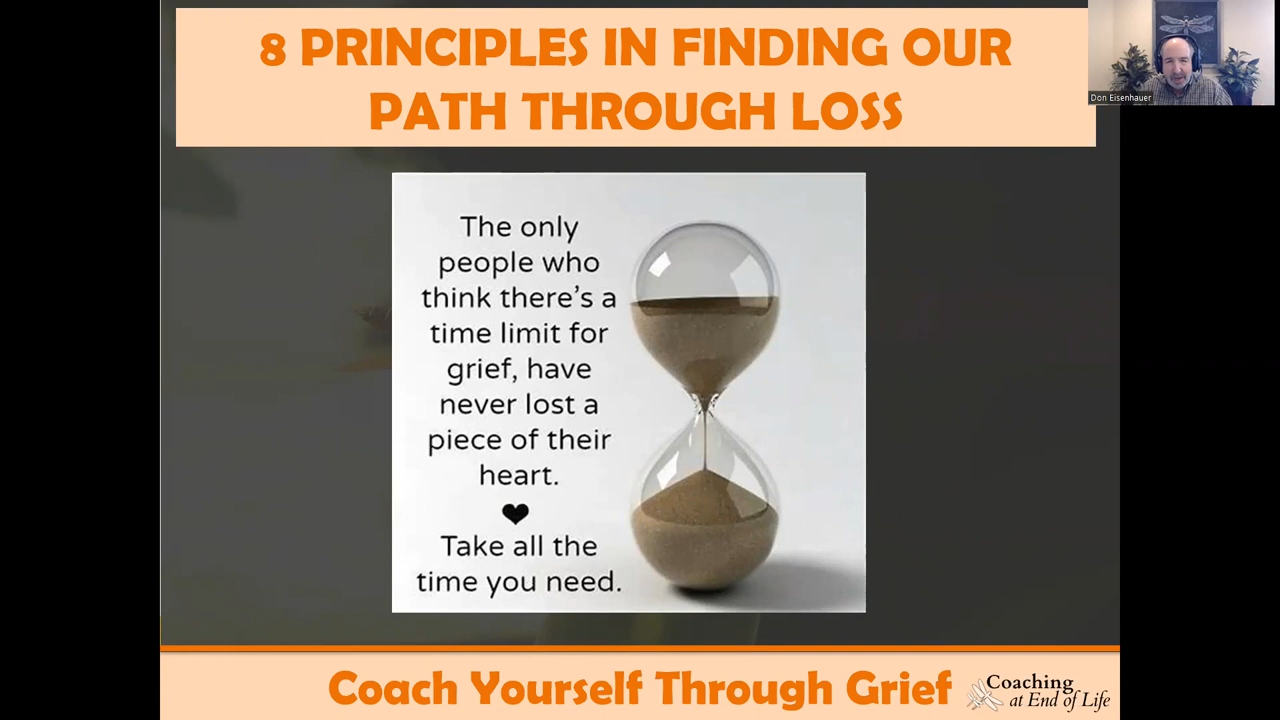 8 PRINCIPLES IN FINDING OUR
PATH THROUGH LOSS
Don Eisenhauer
The only
people who
think there's a
time limit for
grief, have
never lost a
piece of their
heart.
Take all the
time you need.
Coach Yourself Through Grief
Coaching
at End of Life